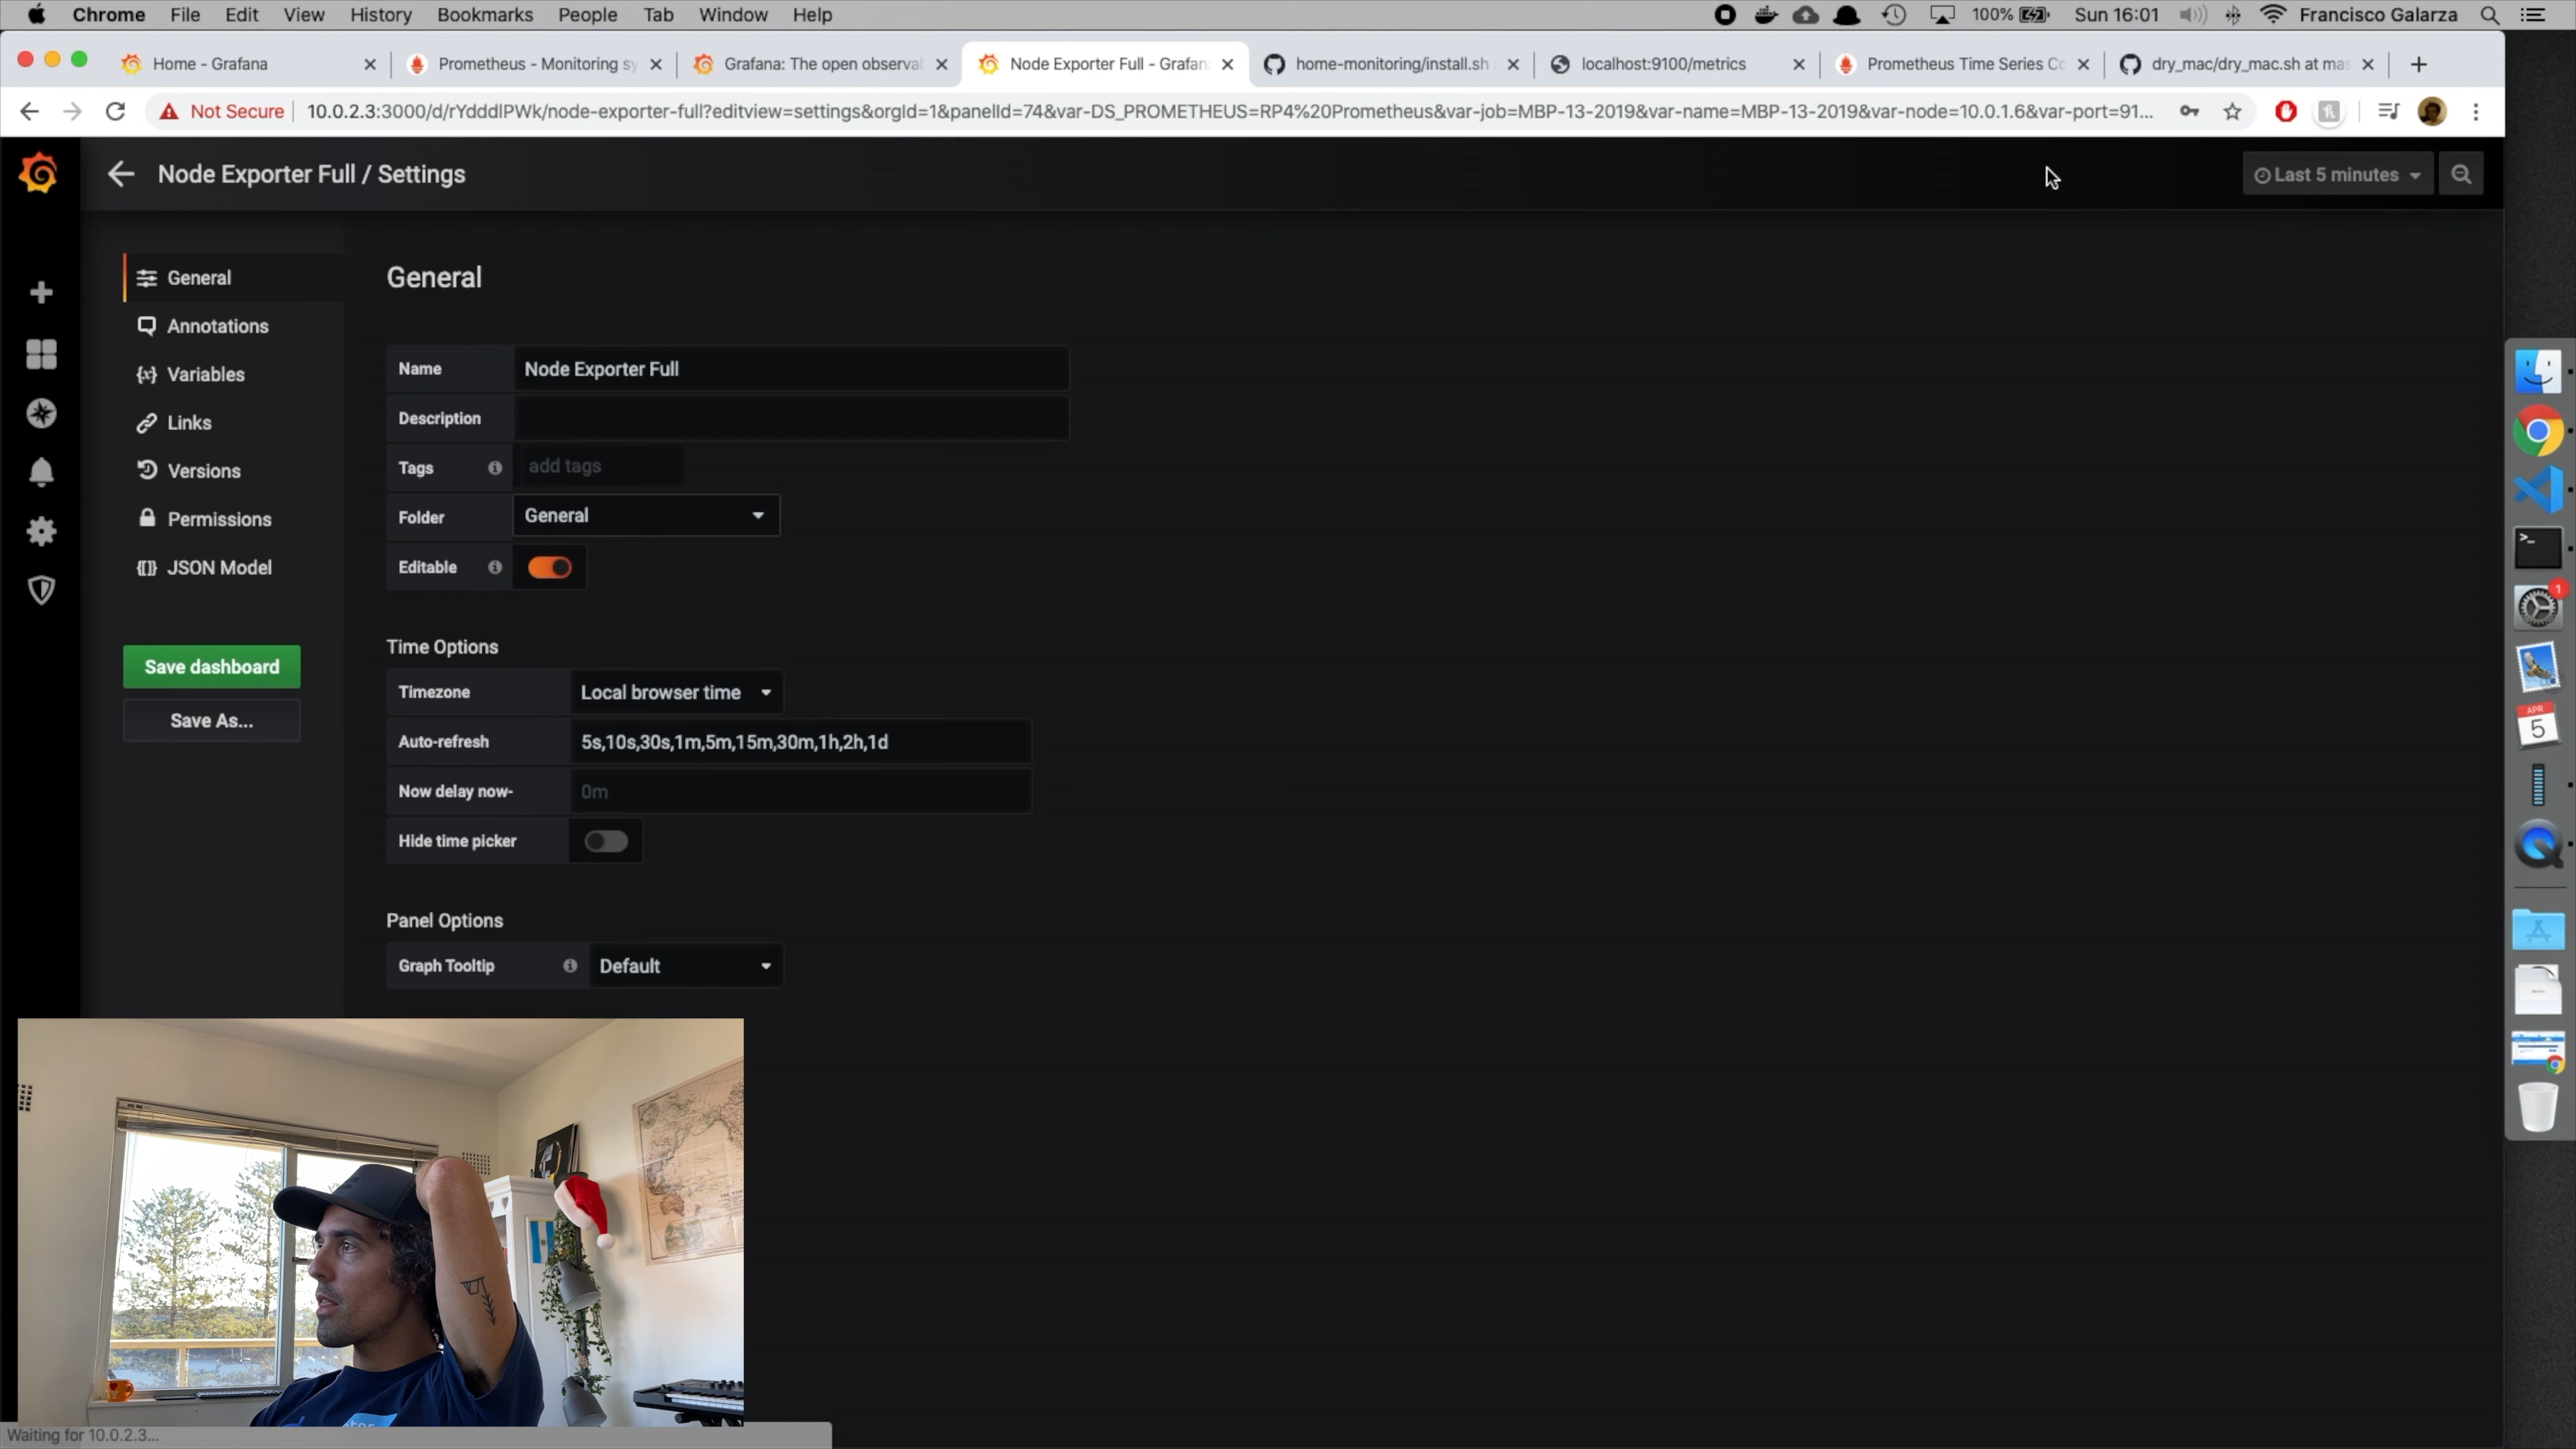 Chrome File Edit View History Bookmarks People Tab Window Help 100% Sun 16:01 Francisco Galarza
Home - Grafana Prometheus - Monitoring sy Grafana: The open observa Node Exporter Full - Grafan home-monitoring/install.sh localhost:9100/metrics Prometheus Time Series Co dry_mac/dry_mac.sh at mas
Not Secure 10.0.2.3:3000/d/rYdddlPWk/node-exporter-full?editview=settings&orgId=1&panelId=74&var-DS_PROMETHEUS=RP4%20Prometheus&var-job=MBP-13-2019&var-name=MBP-13-2019&var-node=10.0.1.6&var-port=91...
Node Exporter Full / Settings Last 5 minutes
General
Annotations
Variables
Links
Versions
Permissions
JSON Model
Save dashboard
Save As...
General
Name Node Exporter Full
Description
Tags add tags
Folder General
Editable
Time Options
Timezone Local browser time
Auto-refresh 5s,10s,30s,1m,5m,15m,30m,1h,2h,1d
Now delay now- 0m
Hide time picker
Panel Options
Graph Tooltip Default
1
APR
5
Waiting for 10.0.2.3...